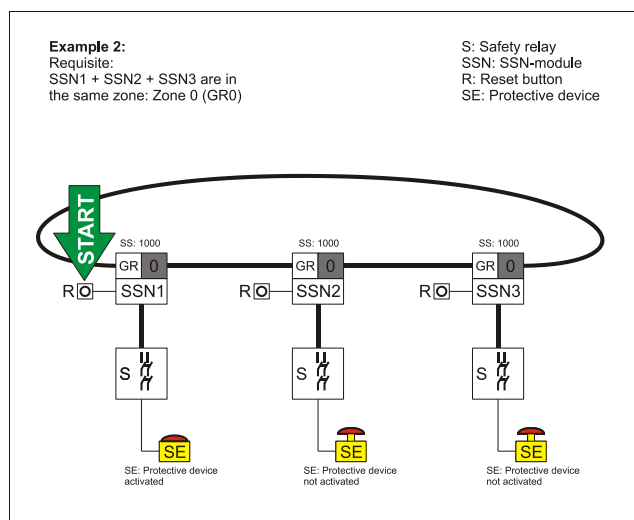 Example 2:
Requisite:
SSN1 + SSN2 + SSN3 are in
the same zone: Zone 0 (GR0)
S: Safety relay
SSN: SSN-module
R: Reset button
SE: Protective device
START
SS: 1000
SS: 1000
SS: 1000
GR 0
GR 0
GR 0
R
SSN1
R
SSN2
R
SSN3
S
S
S
SE
SE
SE
SE: Protective device
activated
SE: Protective device
not activated
SE: Protective device
not activated